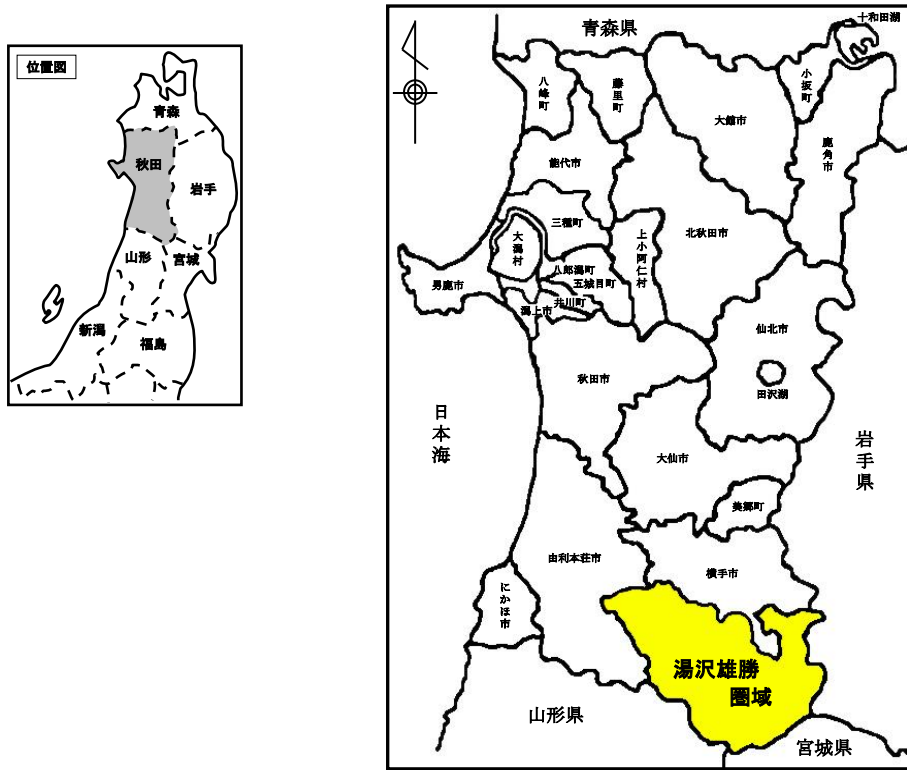 位置図
青森
秋田
岩手
山形
宮城
新潟
福島
青森県
十和田湖
八峰町
藤里町
大館市
小坂町
鹿角市
能代市
三種町
大潟村
上小阿仁村
北秋田市
八郎潟町
五城目町
男鹿市
井川町
潟上市
仙北市
秋田市
田沢湖
日本海
岩手県
大仙市
美郷町
由利本荘市
横手市
にかほ市
湯沢雄勝
圏域
山形県
宮城県